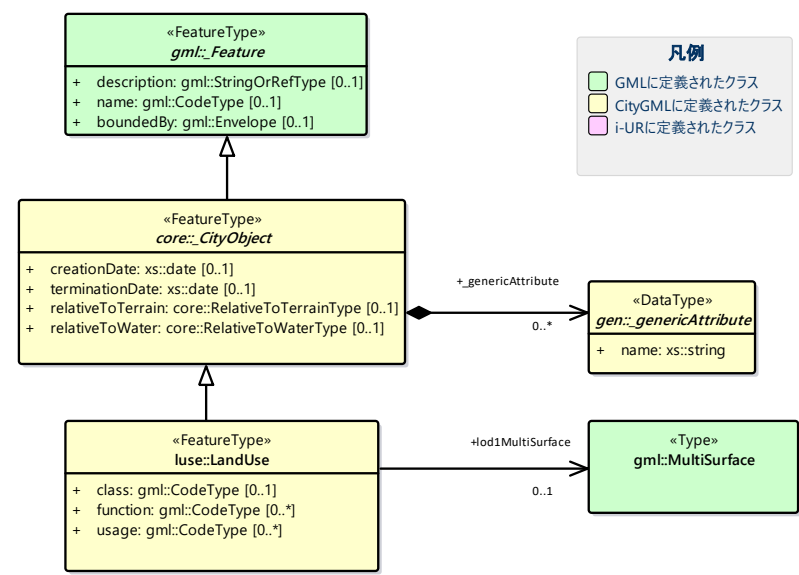 «FeatureType»
gml::_Feature
+ description: gml::StringOrRefType [0..1]
+ name: gml::CodeType [0..1]
+ boundedBy: gml::Envelope [0..1]
凡例
GMLに定義されたクラス
CityGMLに定義されたクラス
i-URに定義されたクラス
«FeatureType»
core::_CityObject
+ creationDate: xs::date [0..1]
+ terminationDate: xs::date [0..1]
+ relativeToTerrain: core::RelativeToTerrainType [0..1]
+ relativeToWater: core::RelativeToWaterType [0..1]
+_genericAttribute
0..*
«DataType»
gen::_genericAttribute
+ name: xs::string
«FeatureType»
luse::LandUse
+ class: gml::CodeType [0..1]
+ function: gml::CodeType [0..*]
+ usage: gml::CodeType [0..*]
+lod1MultiSurface
0..1
«Type»
gml::MultiSurface